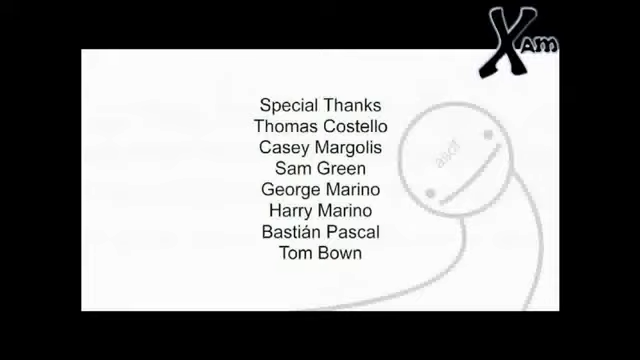 Xam
Special Thanks
Thomas Costello
Casey Margolis
Sam Green
George Marino
Harry Marino
Bastián Pascal
Tom Bown
asdf